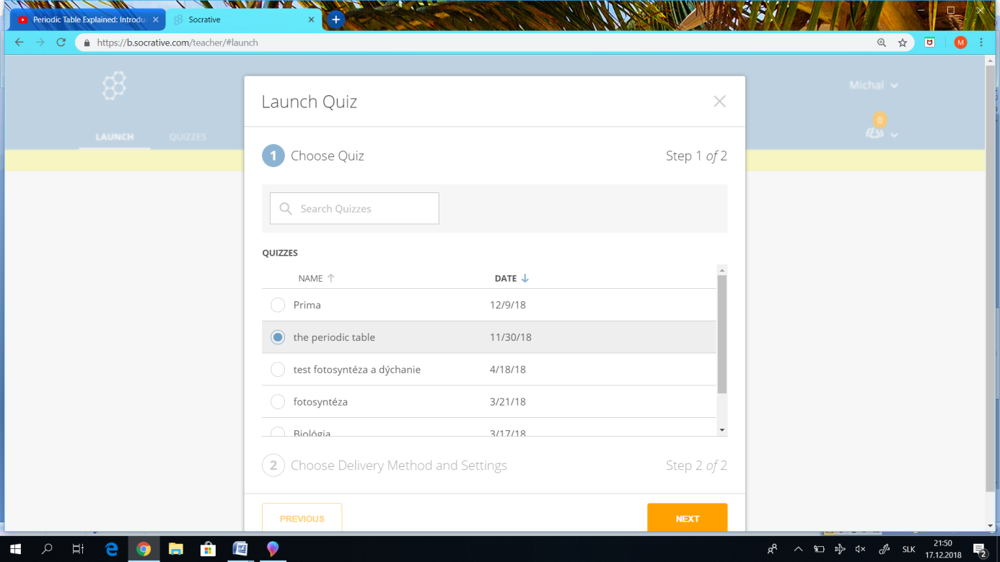 Periodic Table Explained: Introdu
Socrative
https://b.socrative.com/teacher/#launch
M
Michal
0
LAUNCH QUIZZES
Launch Quiz
1 Choose Quiz Step 1 of 2
Search Quizzes
QUIZZES
NAME DATE
Prima 12/9/18
the periodic table 11/30/18
test fotosyntéza a dýchanie 4/18/18
fotosyntéza 3/21/18
Biológia 3/17/18
2 Choose Delivery Method and Settings Step 2 of 2
PREVIOUS NEXT
SLK
21:50
17.12.2018
2